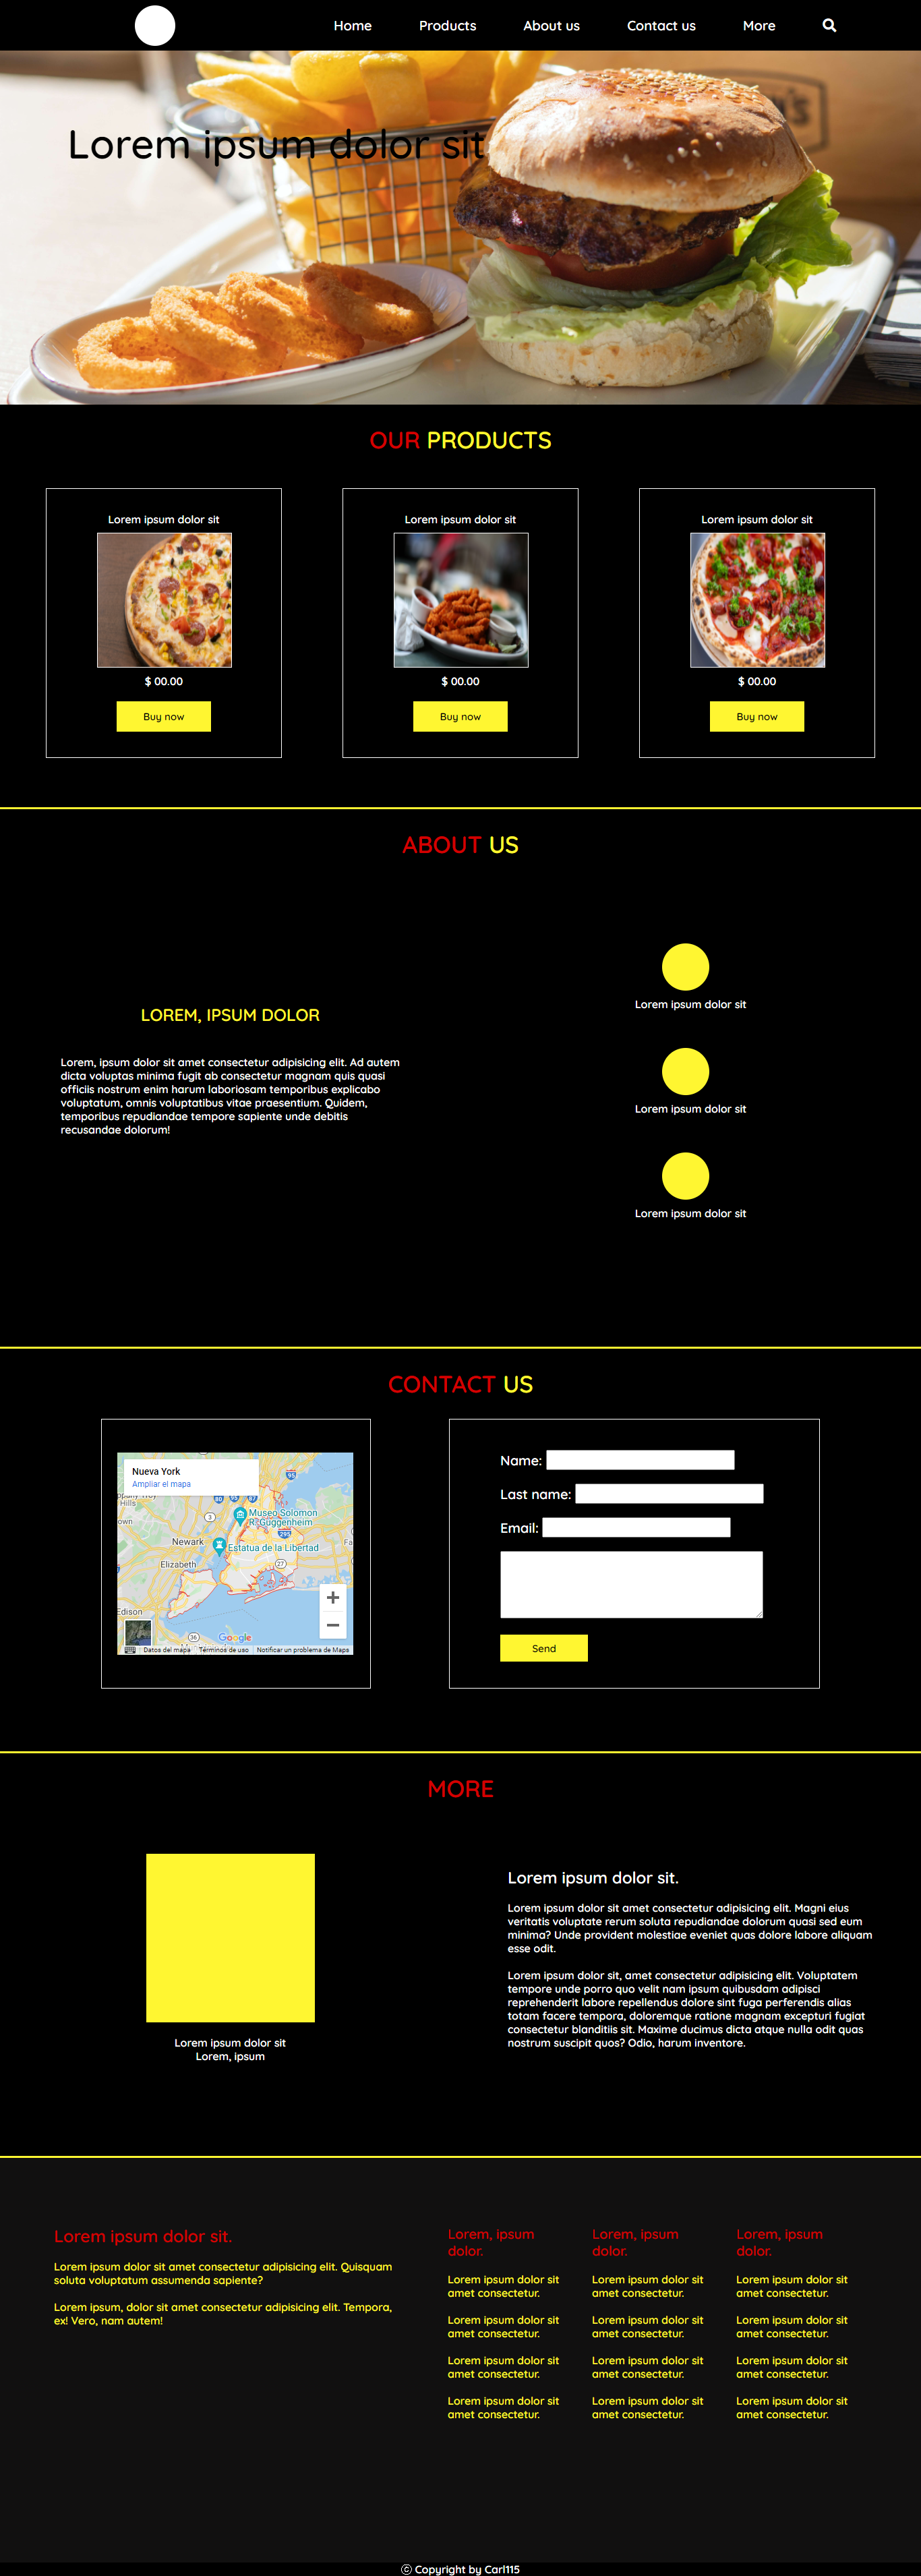 Home Products About us Contact us More
Lorem ipsum dolor sit
OUR PRODUCTS
Lorem ipsum dolor sit
$ 00.00
Buy now
Lorem ipsum dolor sit
$ 00.00
Buy now
Lorem ipsum dolor sit
$ 00.00
Buy now
ABOUT US
LOREM, IPSUM DOLOR
Lorem, ipsum dolor sit amet consectetur adipisicing elit. Ad autem
dicta voluptas minima fugit ab consectetur magnam quis quasi
officiis nostrum enim harum laboriosam temporibus explicabo
voluptatum, omnis voluptatibus vitae praesentium. Quidem,
temporibus repudiandae tempore sapiente unde debitis
recusandae dolorum!
Lorem ipsum dolor sit
Lorem ipsum dolor sit
Lorem ipsum dolor sit
CONTACT US
Nueva York
Ampliar el mapa
Hills
95
80 95 87
Museo Solomon
R. Guggenheim
own
3
295
Newark
Estatua de la Libertad
Fa
Elizabeth
27
Edison
36
Google
Datos del mapa Términos de uso Notificar un problema de Maps
Name:
Last name:
Email:
Send
MORE
Lorem ipsum dolor sit
Lorem, ipsum
Lorem ipsum dolor sit.
Lorem ipsum dolor sit amet consectetur adipisicing elit. Magni eius
veritatis voluptate rerum soluta repudiandae dolorum quasi sed eum
minima? Unde provident molestiae eveniet quas dolore labore aliquam
esse odit.
Lorem ipsum dolor sit, amet consectetur adipisicing elit. Voluptatem
tempore unde porro quo velit nam ipsum quibusdam adipisci
reprehenderit labore repellendus dolore sint fuga perferendis alias
totam facere tempora, doloremque ratione magnam excepturi fugiat
consectetur blanditiis sit. Maxime ducimus dicta atque nulla odit quas
nostrum suscipit quos? Odio, harum inventore.
Lorem ipsum dolor sit.
Lorem ipsum dolor sit amet consectetur adipisicing elit. Quisquam
soluta voluptatum assumenda sapiente?
Lorem ipsum, dolor sit amet consectetur adipisicing elit. Tempora,
ex! Vero, nam autem!
Lorem, ipsum
dolor.
Lorem ipsum dolor sit
amet consectetur.
Lorem ipsum dolor sit
amet consectetur.
Lorem ipsum dolor sit
amet consectetur.
Lorem ipsum dolor sit
amet consectetur.
Lorem, ipsum
dolor.
Lorem ipsum dolor sit
amet consectetur.
Lorem ipsum dolor sit
amet consectetur.
Lorem ipsum dolor sit
amet consectetur.
Lorem ipsum dolor sit
amet consectetur.
Lorem, ipsum
dolor.
Lorem ipsum dolor sit
amet consectetur.
Lorem ipsum dolor sit
amet consectetur.
Lorem ipsum dolor sit
amet consectetur.
Lorem ipsum dolor sit
amet consectetur.
© Copyright by Carl115